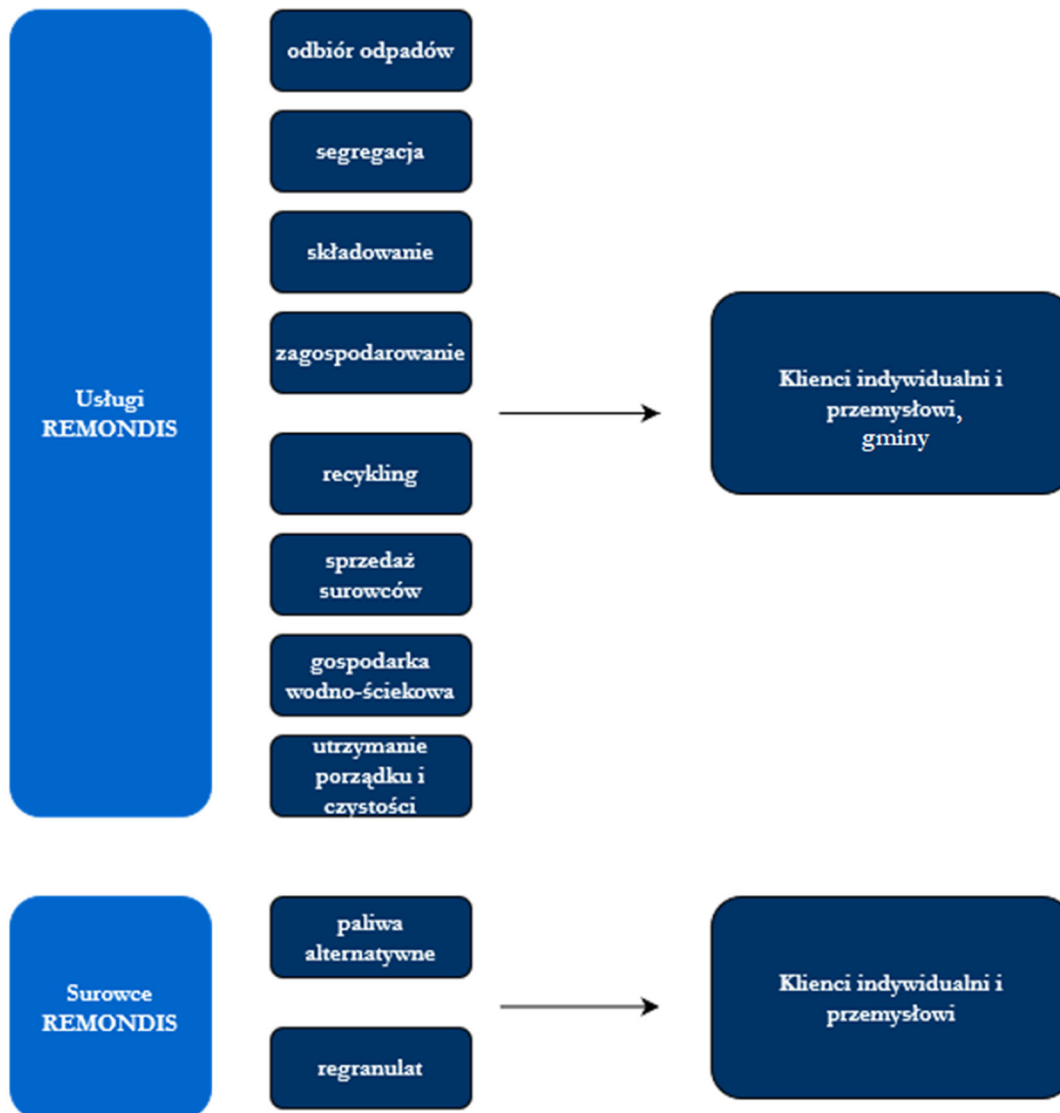 odbiór odpadów
segregacja
składowanie
zagospodarowanie
Usługi
REMONDIS
Klienci indywidualni i
przemysłowi,
gminy
recykling
sprzedaż
surowców
gospodarka
wodno-ściekowa
utrzymanie
porządku i
czystości
paliwa
alternatywne
Surowce
REMONDIS
Klienci indywidualni i
przemysłowi
regranulat